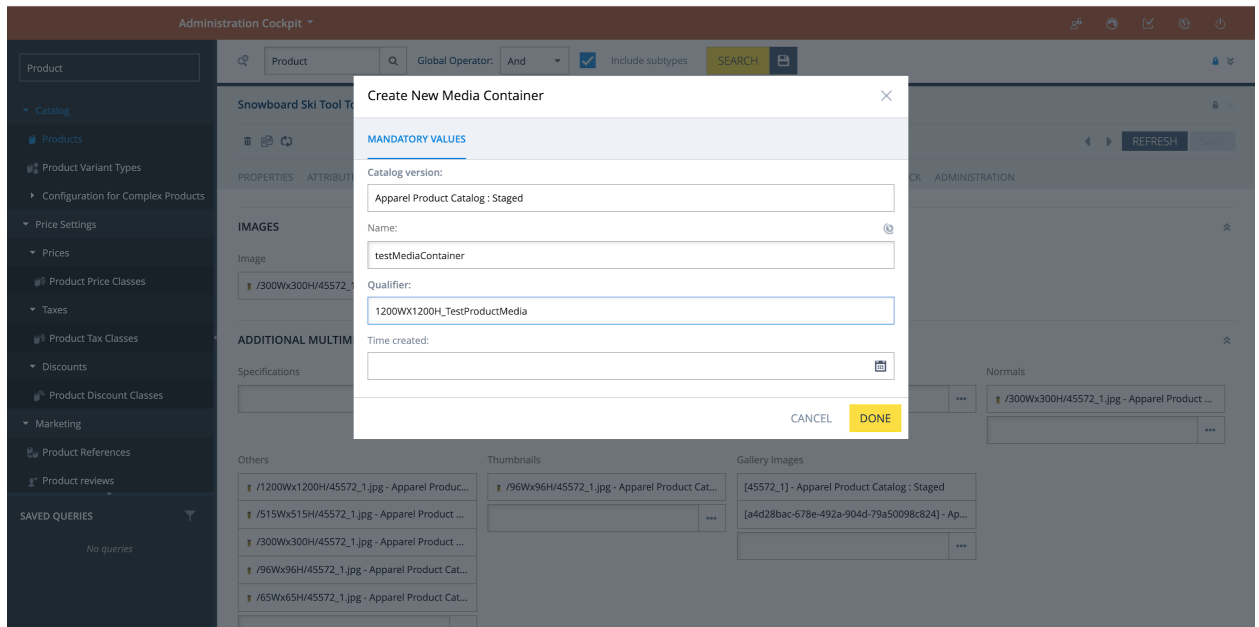 Administration Cockpit
Product
Product
Global Operator:
And
Include subtypes
SEARCH
Catalog
Products
Product Variant Types
Configuration for Complex Products
Price Settings
Prices
Product Price Classes
Taxes
Product Tax Classes
Discounts
Product Discount Classes
Marketing
Product References
Product reviews
SAVED QUERIES
No queries
Snowboard Ski Tool
REFRESH
SAVE
PROPERTIES
ADMINISTRATION
Create New Media Container
MANDATORY VALUES
Catalog version:
Apparel Product Catalog : Staged
Name:
testMediaContainer
Qualifier:
1200WX1200H_TestProductMedia
Time created:
CANCEL
DONE
IMAGES
Image
/300Wx300H/45572_1
ADDITIONAL MULTIM
Specifications
Normals
/300Wx300H/45572_1.jpg - Apparel Product ...
Others
/1200Wx1200H/45572_1.jpg - Apparel Produc...
/515Wx515H/45572_1.jpg - Apparel Product ...
/300Wx300H/45572_1.jpg - Apparel Product ...
/96Wx96H/45572_1.jpg - Apparel Product Cat...
/65Wx65H/45572_1.jpg - Apparel Product Cat...
Thumbnails
/96Wx96H/45572_1.jpg - Apparel Product Cat...
Gallery Images
[45572_1] - Apparel Product Catalog : Staged
[a4d28bac-678e-492a-904d-79a50098c824] - Ap...